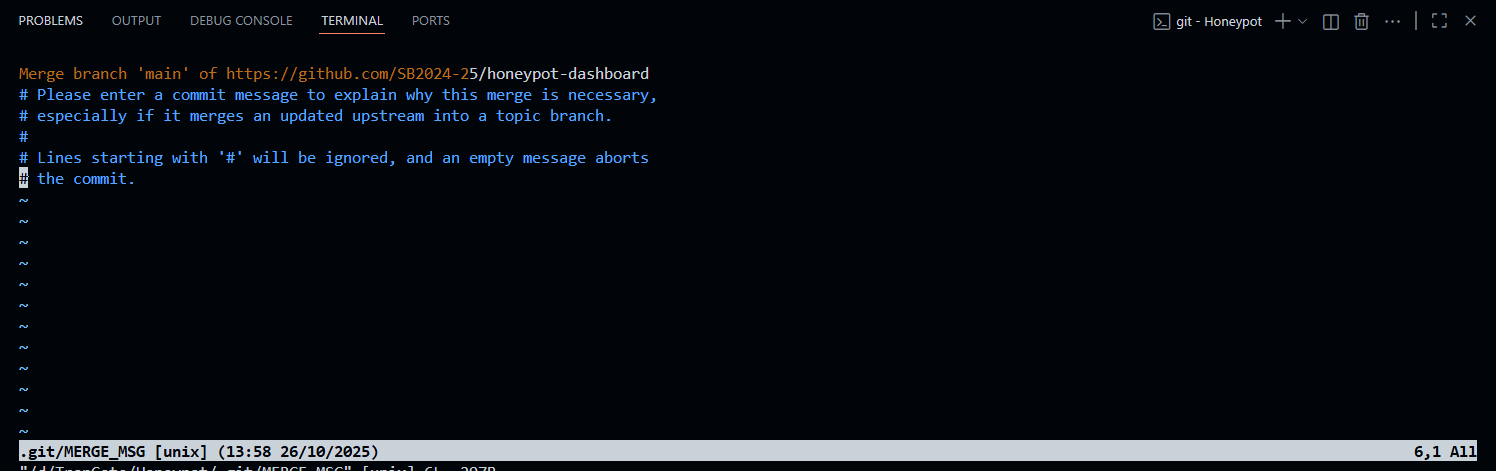 PROBLEMS OUTPUT DEBUG CONSOLE TERMINAL PORTS git - Honeypot
Merge branch 'main' of https://github.com/SB2024-25/honeypot-dashboard
# Please enter a commit message to explain why this merge is necessary,
# especially if it merges an updated upstream into a topic branch.
#
# Lines starting with '#' will be ignored, and an empty message aborts
# the commit.
~
~
~
~
~
~
~
~
~
~
~
~
.git/MERGE_MSG [unix] (13:58 26/10/2025) 6,1 All